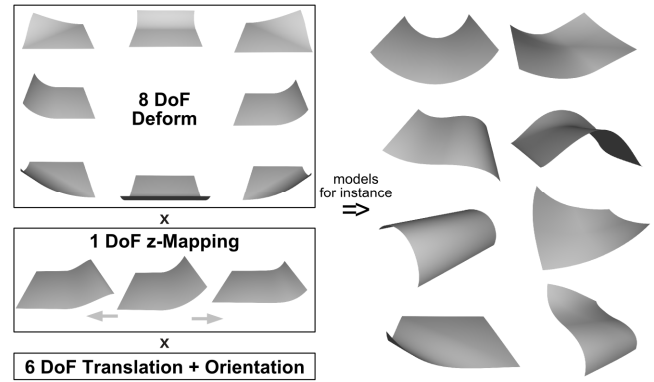 8 DoF
Deform
x
1 DoF z-Mapping
x
6 DoF Translation + Orientation
models
for instance